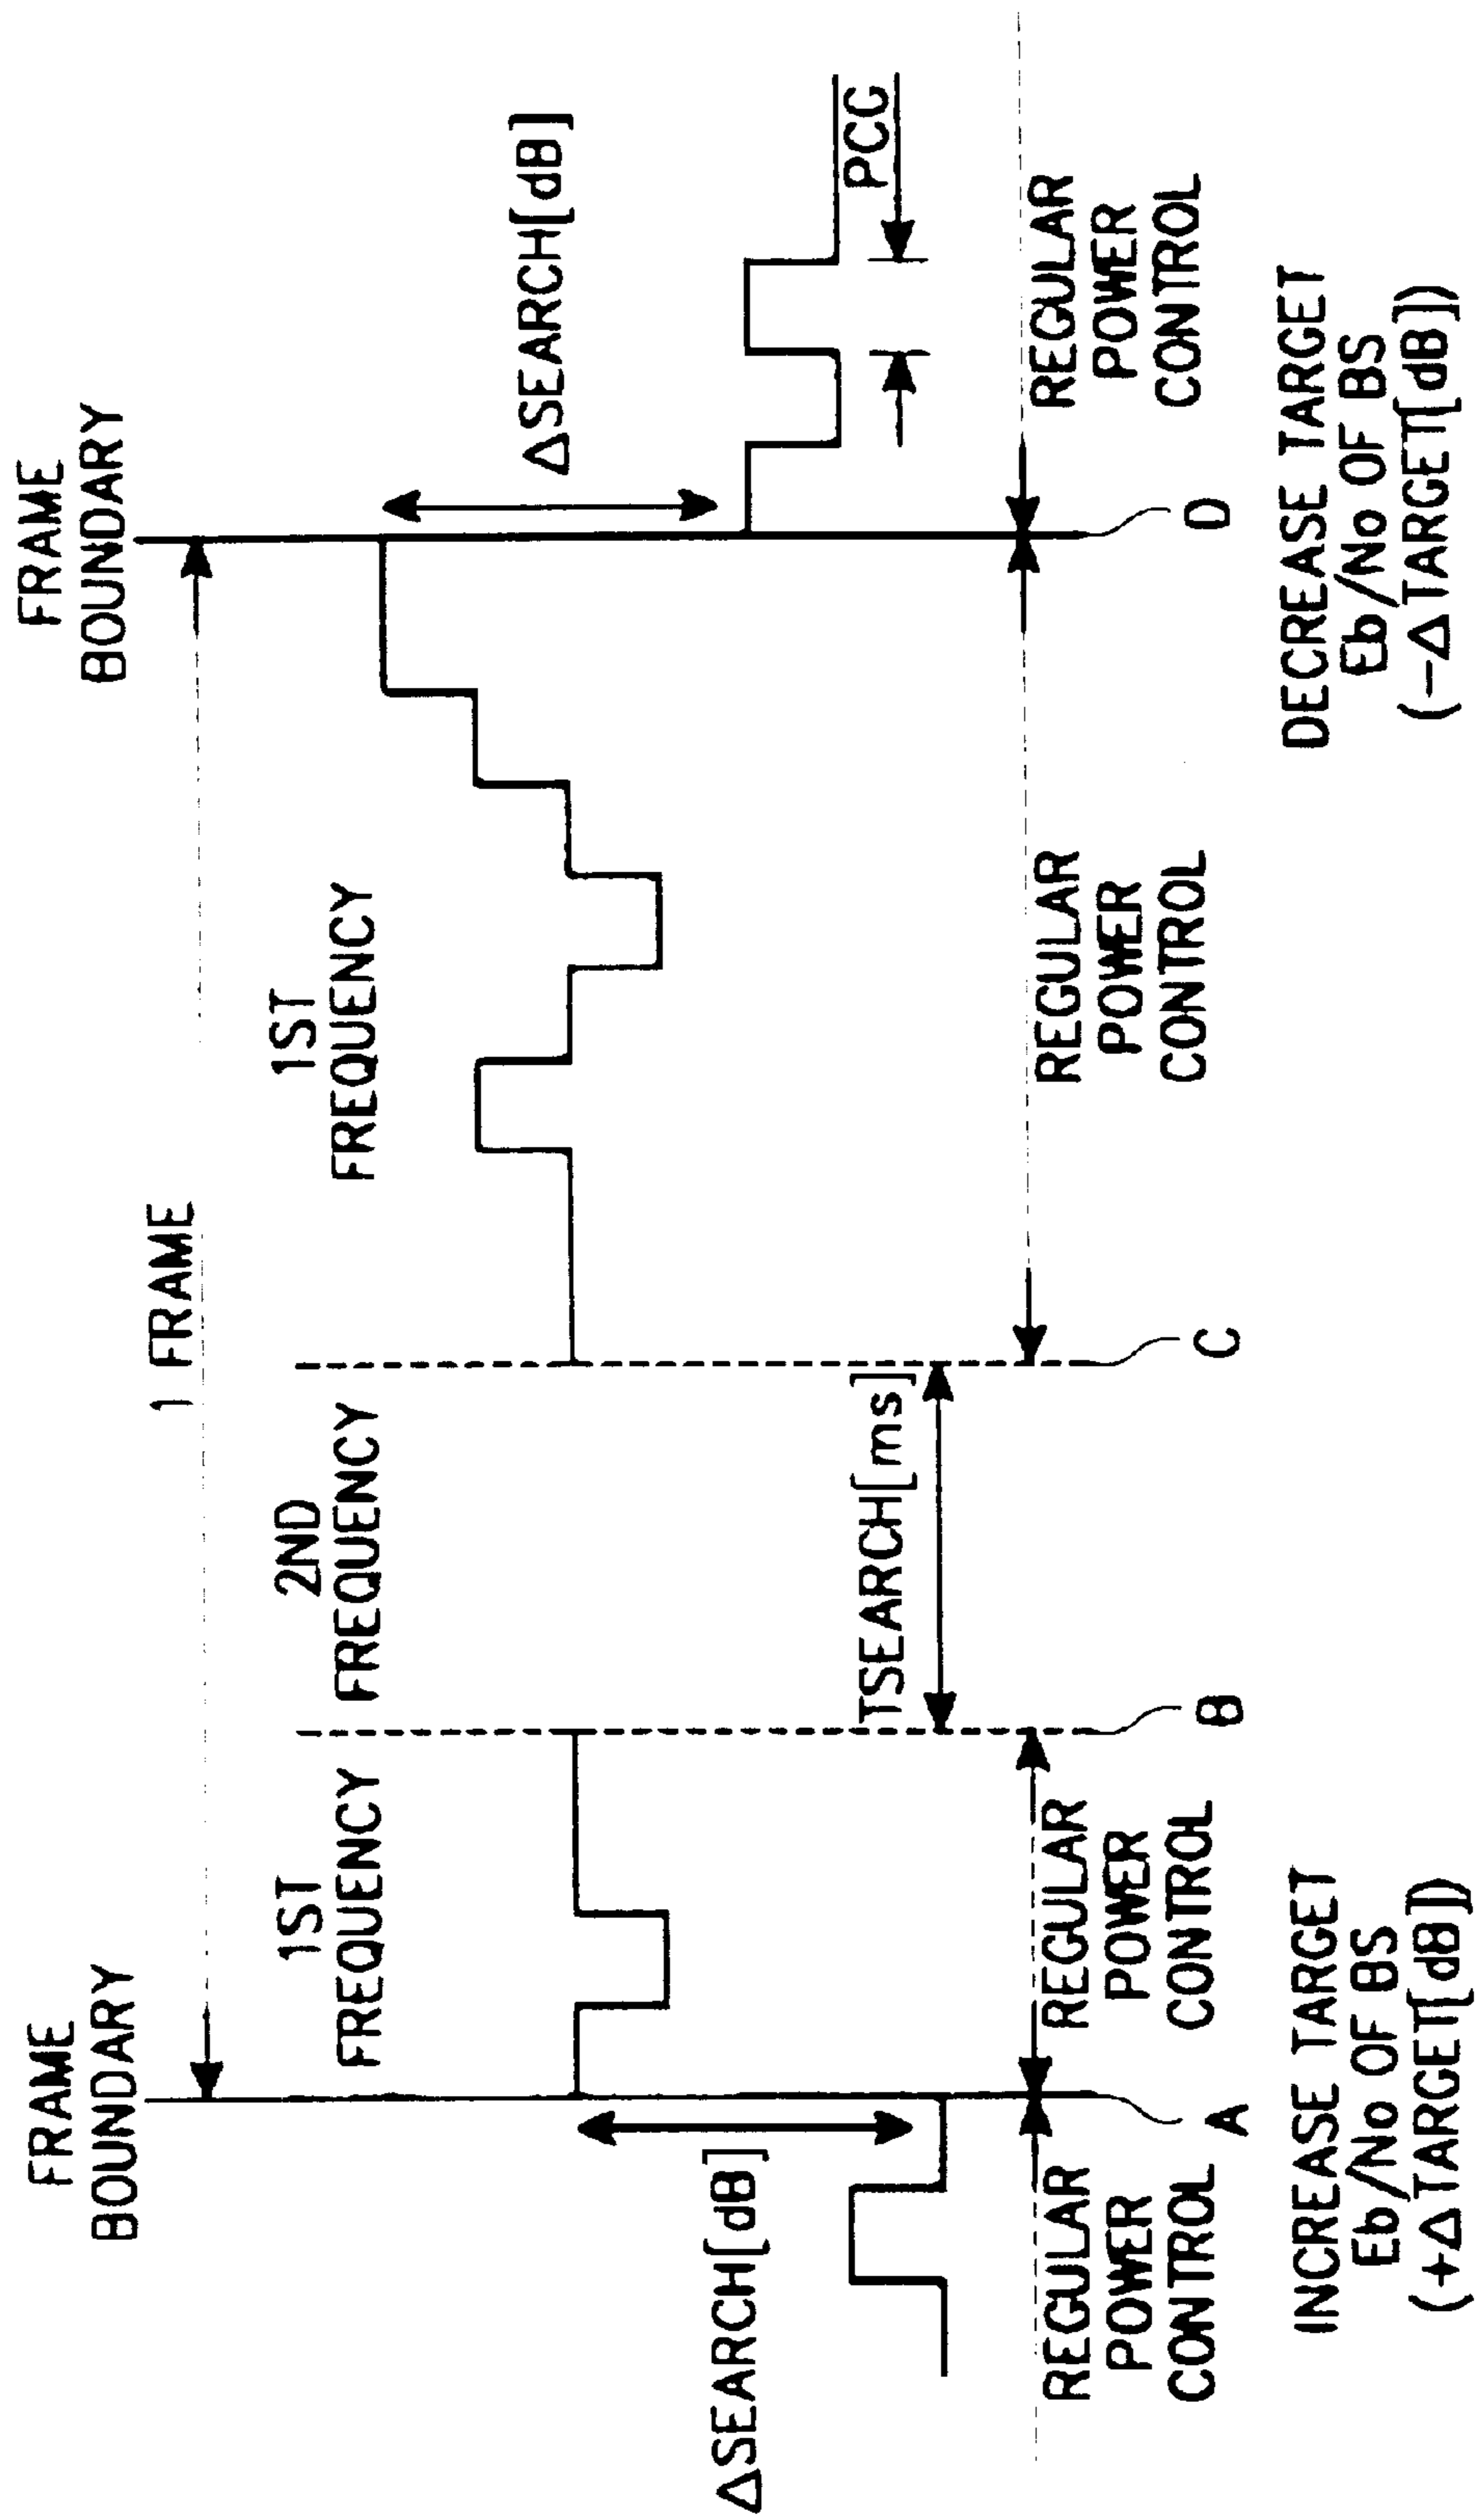 FRAME
BOUNDARY
FRAME
BOUNDARY
1 FRAME
1ST
FREQUENCY
2ND
FREQUENCY
1ST
FREQUENCY
ΔSEARCH[dB]
ΔSEARCH[dB]
TSEARCH[ms]
PCC
REGULAR
POWER
CONTROL
REGULAR
POWER
CONTROL
REGULAR
POWER
CONTROL
REGULAR
POWER
CONTROL
A
B
C
D
INCREASE TARGET
Eb/No OF BS
(+ΔTARGET[dB])
DECREASE TARGET
Eb/No OF BS
(-ΔTARGET[dB])